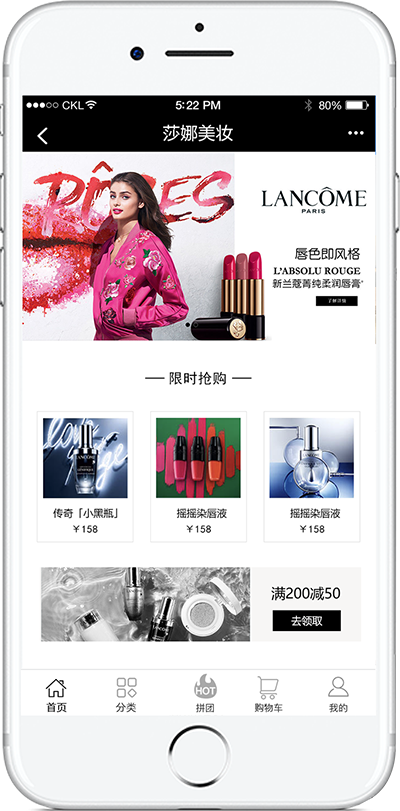 CKL 5:22 PM 80%
莎娜美妆
RÔSES
LANCÔME
PARIS
唇色即风格
L'ABSOLU ROUGE
新兰蔻菁纯柔润唇膏
了解详情
限时抢购
LANCÔME
传奇「小黑瓶」
￥158
摇摇染唇液
￥158
摇摇染唇液
￥158
满200减50
去领取
首页
分类
HOT
拼团
购物车
我的